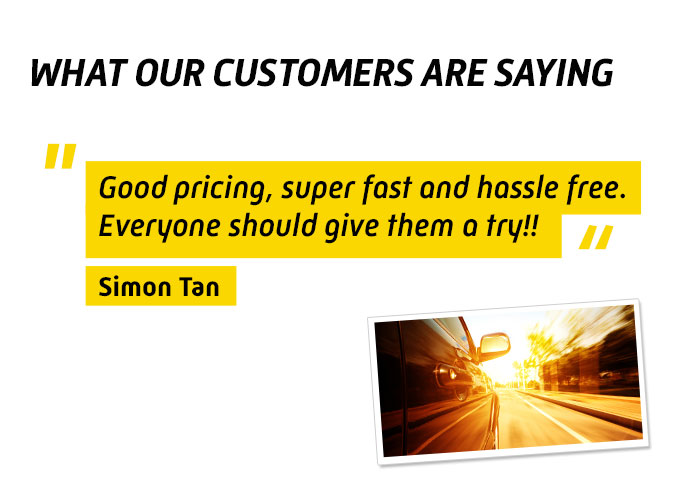 WHAT OUR CUSTOMERS ARE SAYING
"Good pricing, super fast and hassle free.
Everyone should give them a try!!"
Simon Tan